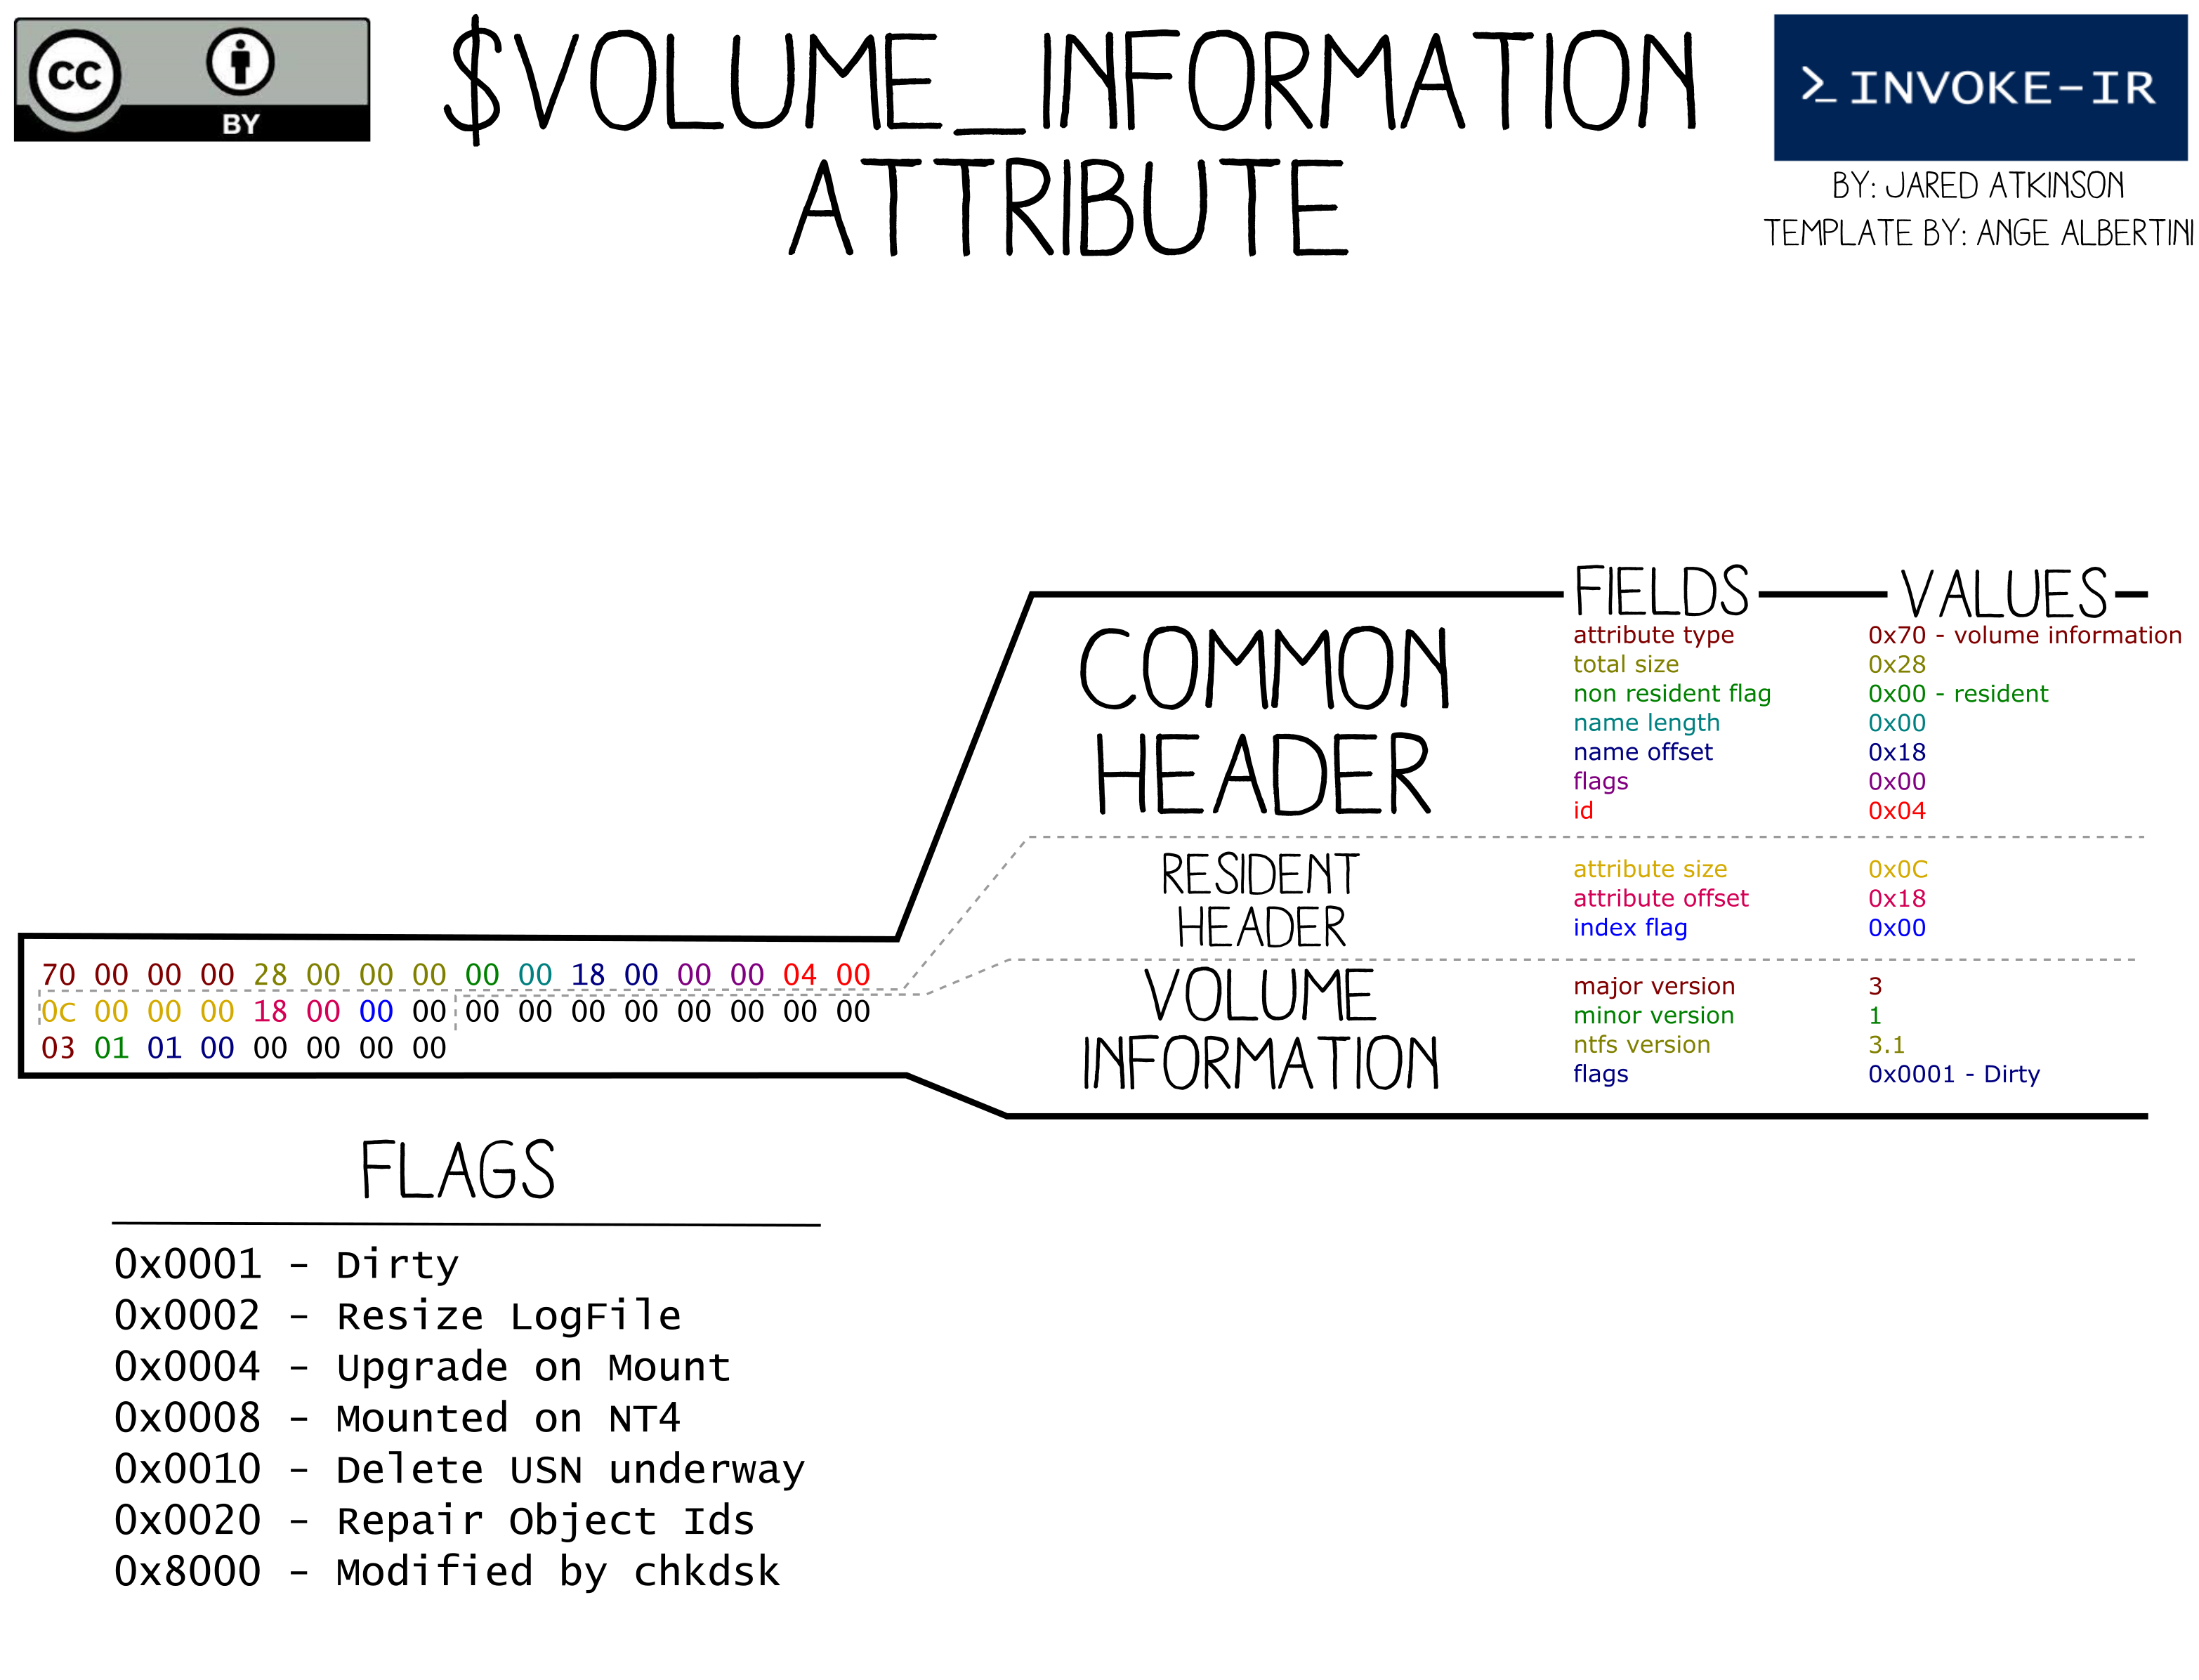 cc
BY
$VOLUME_INFORMATION
ATTRIBUTE
>_ INVOKE-IR
BY: JARED ATKINSON
TEMPLATE BY: ANGE ALBERTINI
FIELDS VALUES
COMMON
HEADER
attribute type 0x70 - volume information
total size 0x28
non resident flag 0x00 - resident
name length 0x00
name offset 0x18
flags 0x00
id 0x04
RESIDENT
HEADER
attribute size 0x0C
attribute offset 0x18
index flag 0x00
VOLUME
INFORMATION
major version 3
minor version 1
ntfs version 3.1
flags 0x0001 - Dirty
70 00 00 00 28 00 00 00 00 00 18 00 00 00 04 00
0C 00 00 00 18 00 00 00 00 00 00 00 00 00 00 00
03 01 01 00 00 00 00 00
FLAGS
0x0001 – Dirty
0x0002 – Resize LogFile
0x0004 – Upgrade on Mount
0x0008 – Mounted on NT4
0x0010 – Delete USN underway
0x0020 – Repair Object Ids
0x8000 – Modified by chkdsk